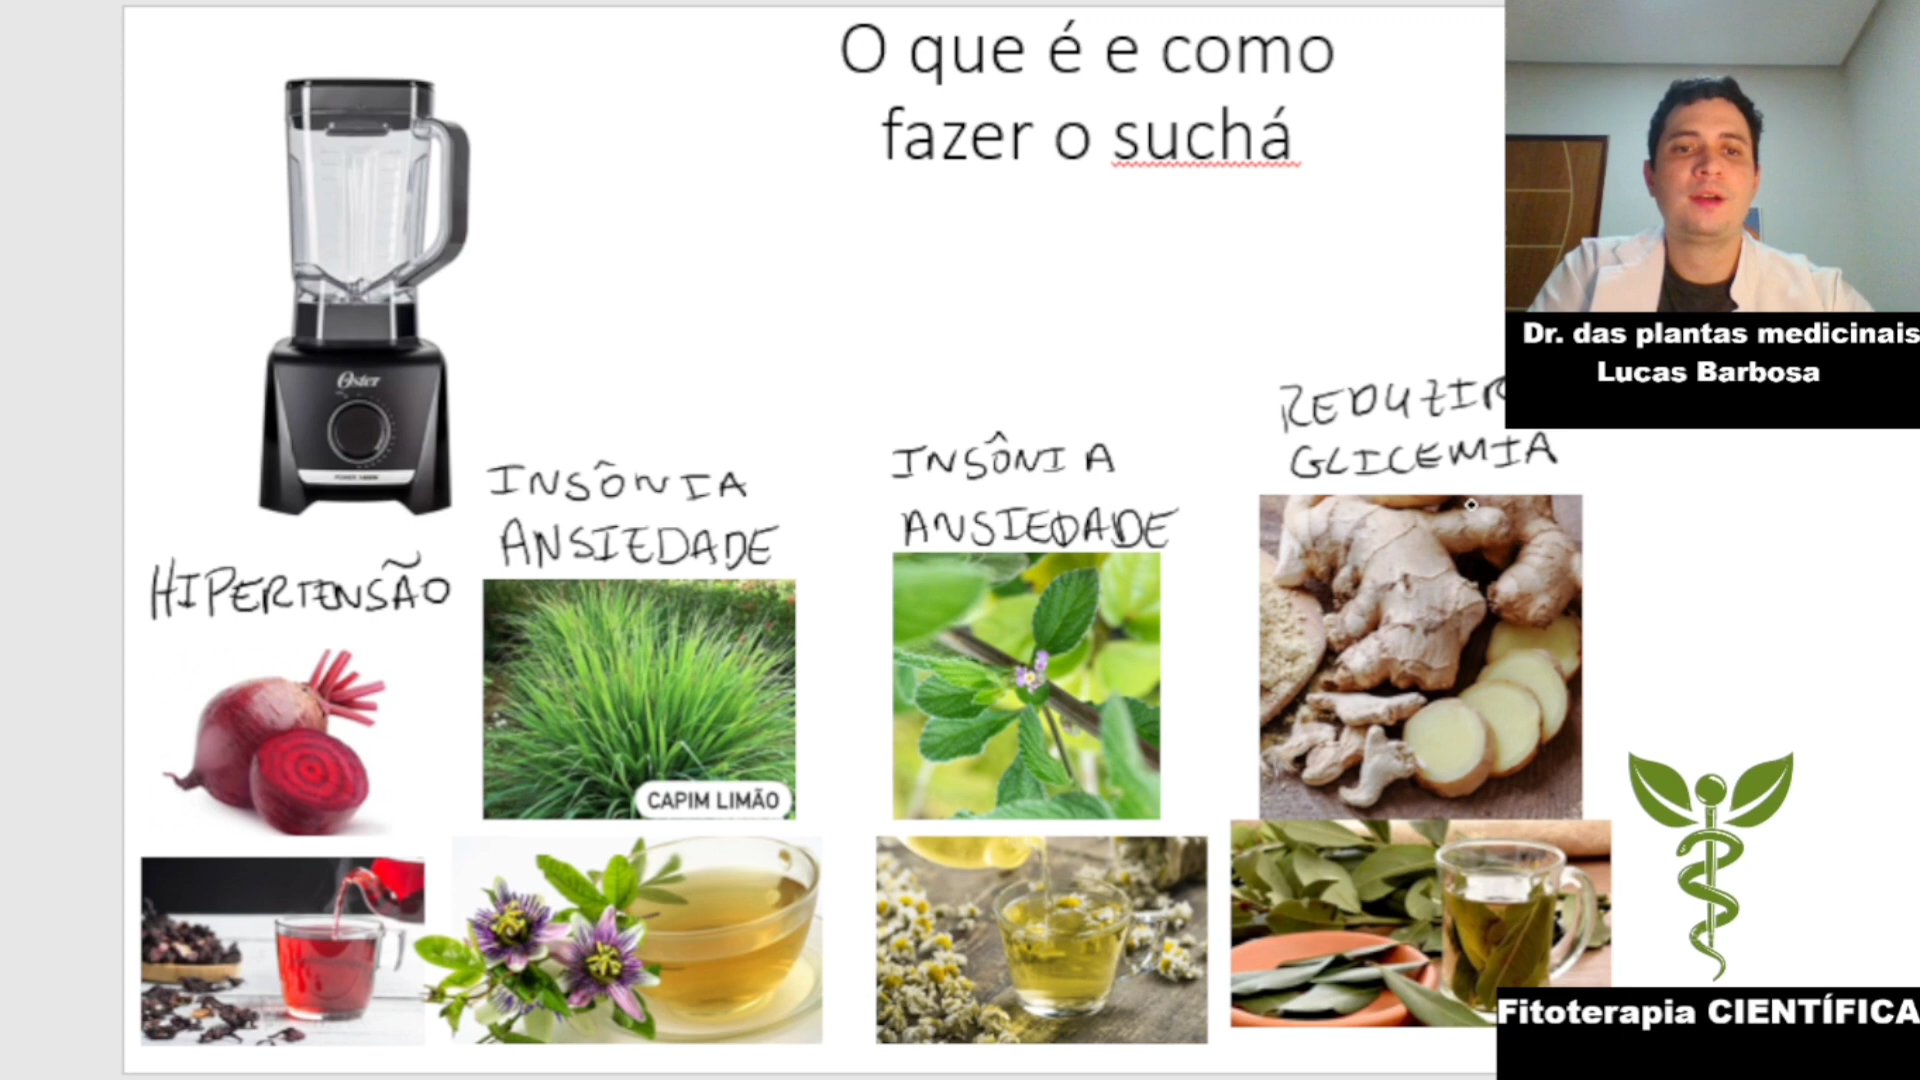 O que é e como
fazer o suchá
Dr. das plantas medicinais
Lucas Barbosa
Oster
REDUZIR
GLICEMIA
INSÔNIA
ANSIEDADE
INSÔNIA
ANSIEDADE
HIPERTENSÃO
CAPIM LIMÃO
Fitoterapia CIENTÍFICA